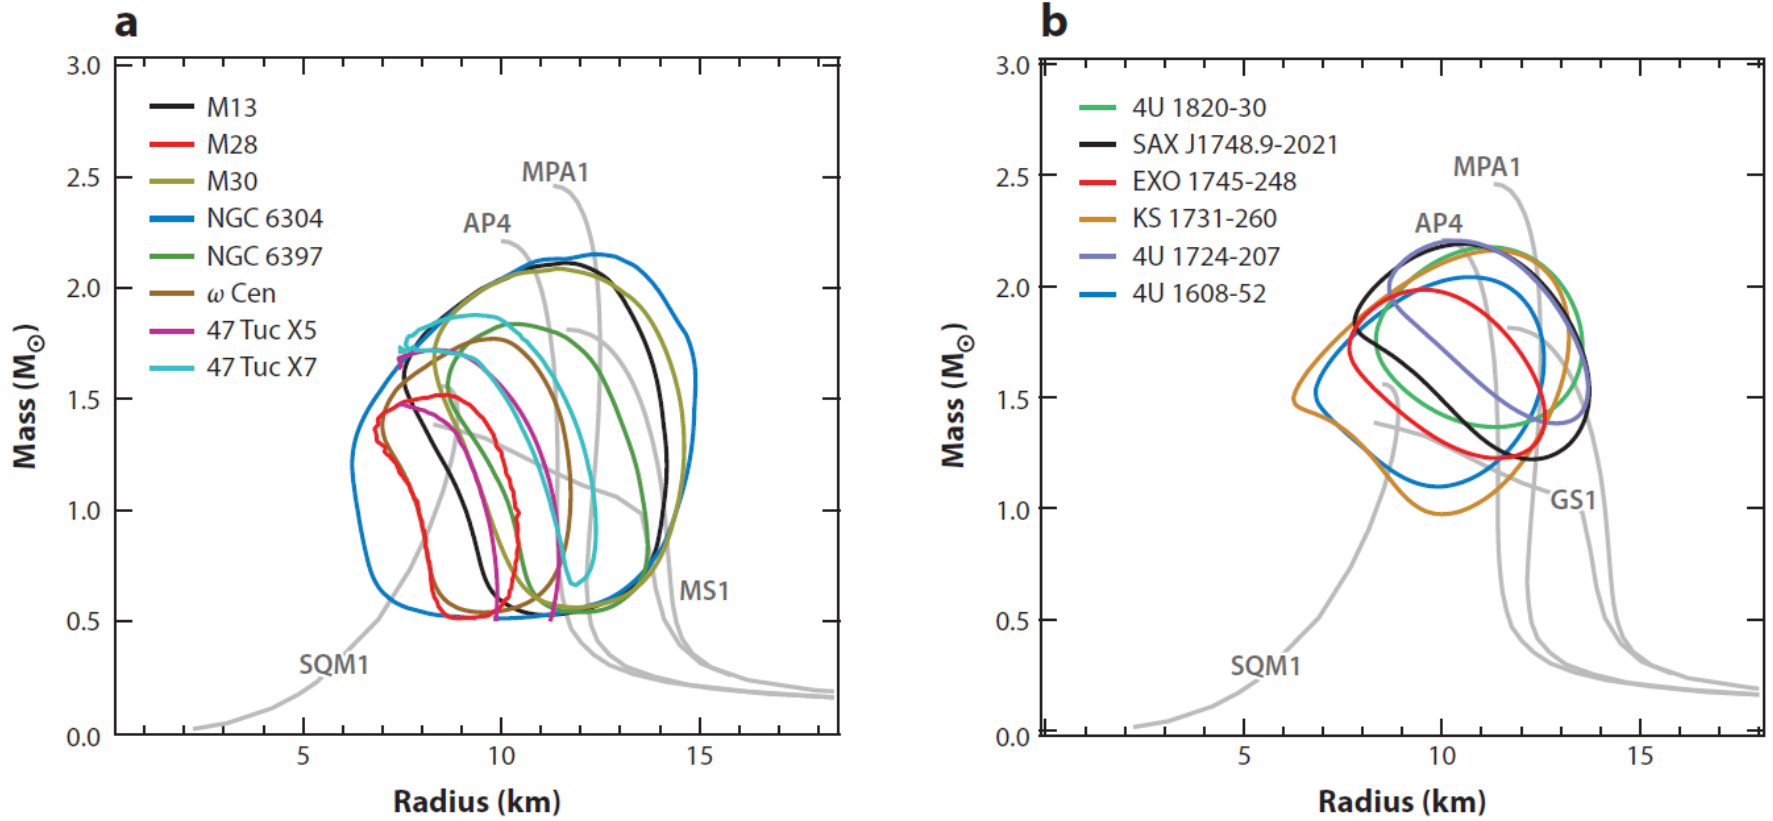 a
3.0
2.5
2.0
1.5
1.0
0.5
0.0
5
10
15
Mass (M⊙)
Radius (km)
M13
M28
M30
NGC 6304
NGC 6397
ω Cen
47 Tuc X5
47 Tuc X7
MPA1
AP4
MS1
SQM1
b
3.0
2.5
2.0
1.5
1.0
0.5
0.0
5
10
15
Mass (M⊙)
Radius (km)
4U 1820-30
SAX J1748.9-2021
EXO 1745-248
KS 1731-260
4U 1724-207
4U 1608-52
MPA1
AP4
GS1
SQM1